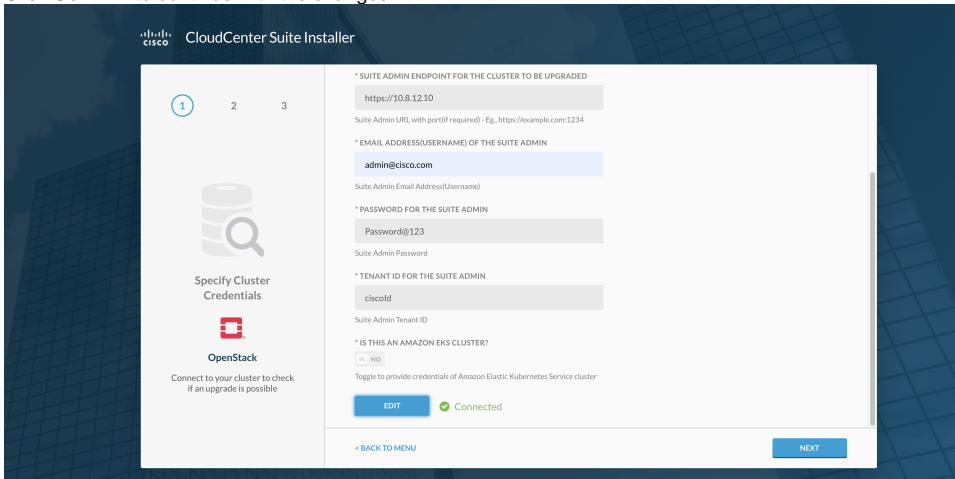 CISCO
CloudCenter Suite Installer
1 2 3
Specify Cluster
Credentials
OpenStack
Connect to your cluster to check
if an upgrade is possible
* SUITE ADMIN ENDPOINT FOR THE CLUSTER TO BE UPGRADED
https://10.8.12.10
Suite Admin URL with port(if required) - Eg., https://example.com:1234
* EMAIL ADDRESS(USERNAME) OF THE SUITE ADMIN
admin@cisco.com
Suite Admin Email Address(Username)
* PASSWORD FOR THE SUITE ADMIN
Password@123
Suite Admin Password
* TENANT ID FOR THE SUITE ADMIN
ciscoId
Suite Admin Tenant ID
* IS THIS AN AMAZON EKS CLUSTER?
NO
Toggle to provide credentials of Amazon Elastic Kubernetes Service cluster
EDIT
Connected
< BACK TO MENU
NEXT